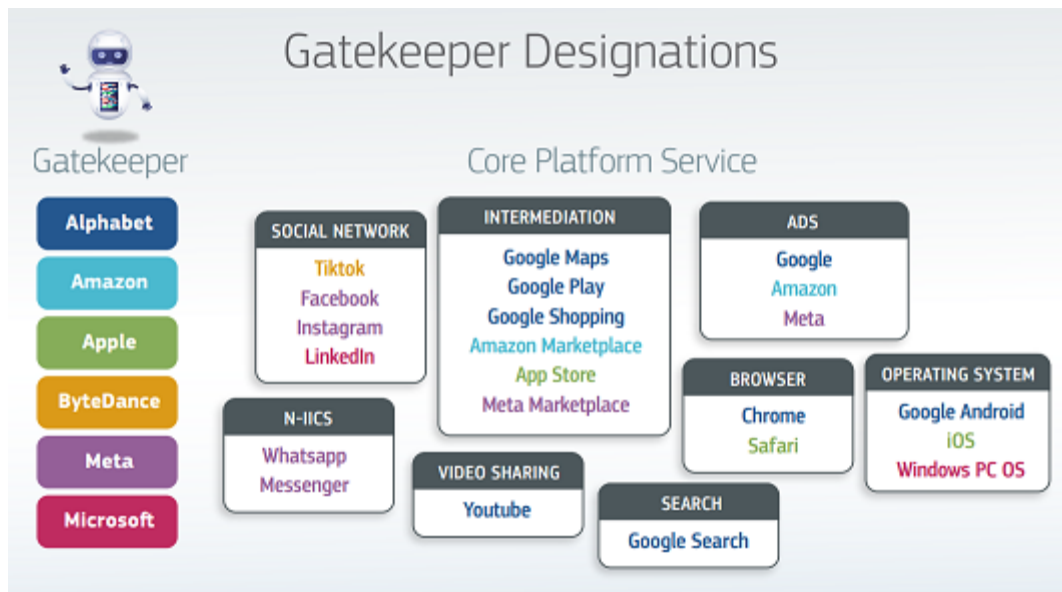 Gatekeeper Designations
Gatekeeper
Core Platform Service
Alphabet
Amazon
Apple
ByteDance
Meta
Microsoft
SOCIAL NETWORK
Tiktok
Facebook
Instagram
LinkedIn
INTERMEDIATION
Google Maps
Google Play
Google Shopping
Amazon Marketplace
App Store
Meta Marketplace
ADS
Google
Amazon
Meta
N-IICS
Whatsapp
Messenger
VIDEO SHARING
Youtube
BROWSER
Chrome
Safari
OPERATING SYSTEM
Google Android
iOS
Windows PC OS
SEARCH
Google Search